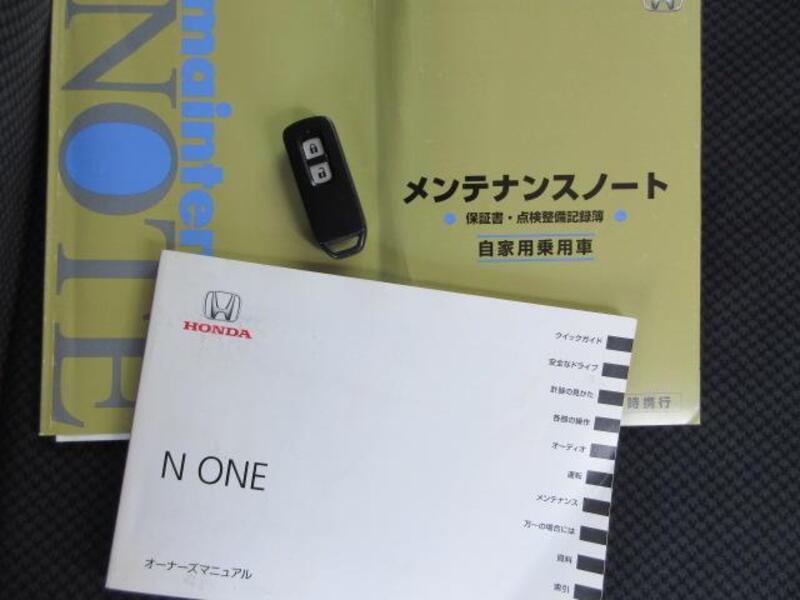 NOTE
mainten
メンテナンスノート
保証書・点検整備記録簿
自家用乗用車
時携行
HONDA
N ONE
オーナーズマニュアル
クイックガイド
安全なドライブ
計器の見かた
各部の操作
オーディオ
運転
メンテナンス
万一の場合には
資料
索引